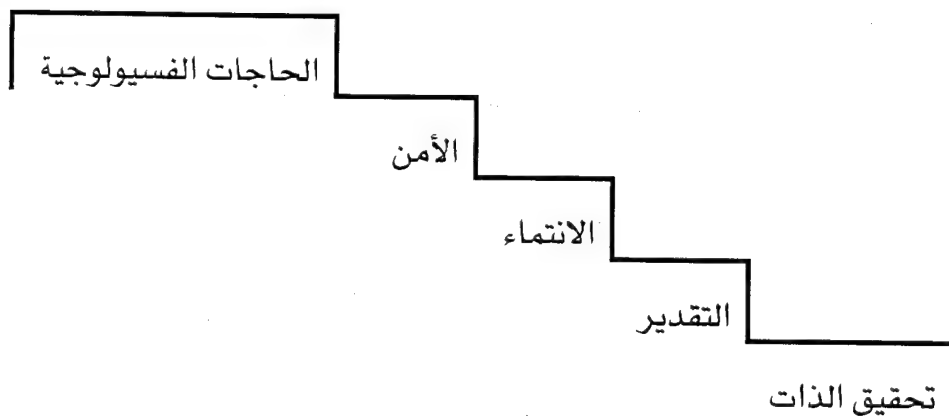 الحاجات الفسيولوجية
الأمن
الانتماء
التقدير
تحقيق الذات